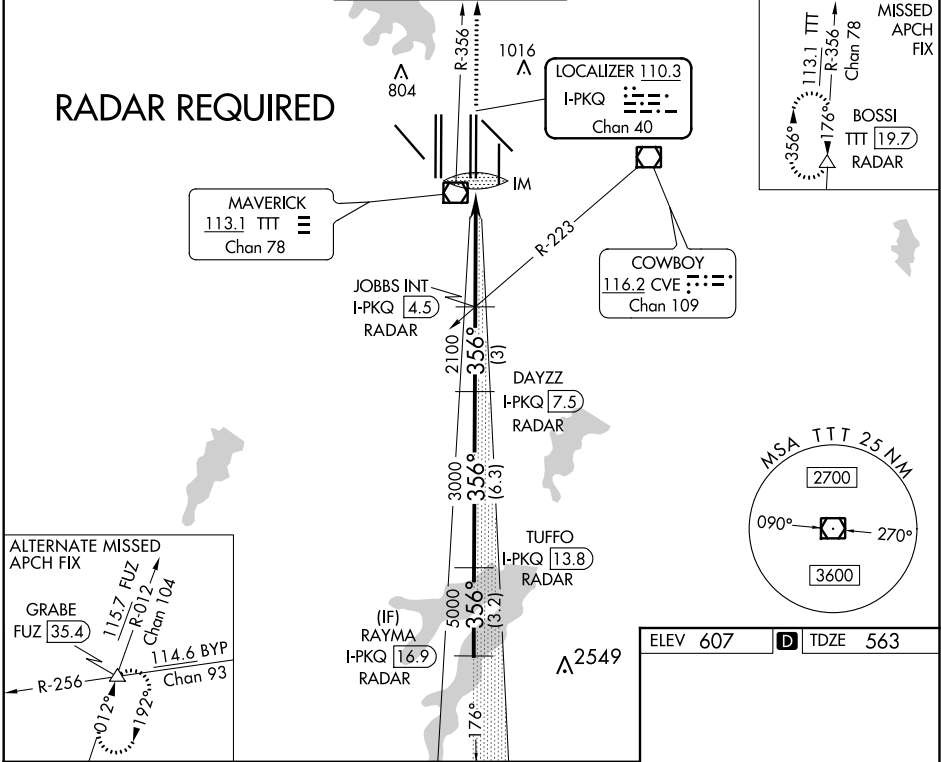 RADAR REQUIRED
R-356
804
1016
LOCALIZER 110.3
I-PKQ
Chan 40
MISSED
APCH
FIX
113.1 TTT
R-356
Chan 78
356°
176°
BOSSI
TTT 19.7
RADAR
IM
MAVERICK
113.1 TTT
Chan 78
R-223
COWBOY
116.2 CVE
Chan 109
JOBBS INT
I-PKQ 4.5
RADAR
2100
356°
(3)
DAYZZ
I-PKQ 7.5
RADAR
3000
356°
(6.3)
TUFFO
I-PKQ 13.8
RADAR
5000
356°
(3.2)
(IF)
RAYMA
I-PKQ 16.9
RADAR
2549
176°
MSA TTT 25 NM
2700
090°
270°
3600
ALTERNATE MISSED
APCH FIX
115.7 FUZ
R-012
Chan 104
GRABE
FUZ 35.4
114.6 BYP
Chan 93
R-256
012°
192°
ELEV 607 D TDZE 563